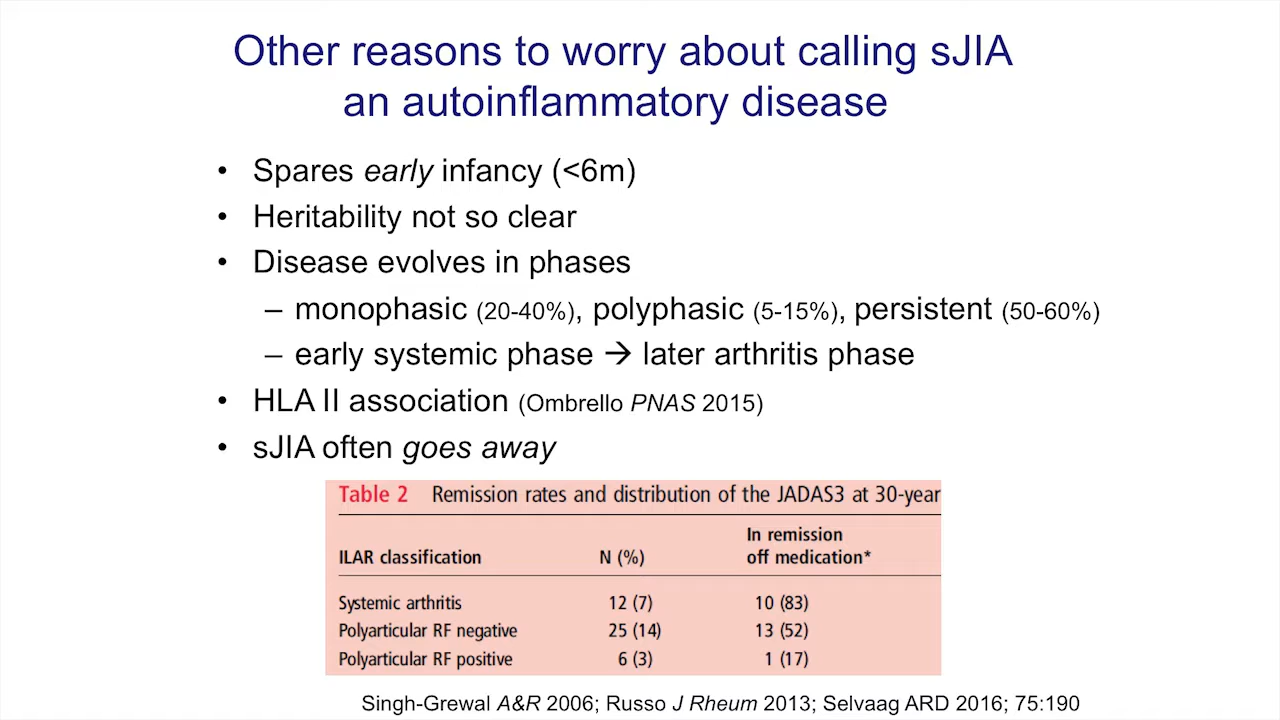 Other reasons to worry about calling sJIA
an autoinflammatory disease
• Spares early infancy (<6m)
• Heritability not so clear
• Disease evolves in phases
– monophasic (20-40%), polyphasic (5-15%), persistent (50-60%)
– early systemic phase → later arthritis phase
• HLA II association (Ombrello PNAS 2015)
• sJIA often goes away
Table 2 Remission rates and distribution of the JADAS3 at 30-year
In remission
ILAR classification N (%) off medication*
Systemic arthritis 12 (7) 10 (83)
Polyarticular RF negative 25 (14) 13 (52)
Polyarticular RF positive 6 (3) 1 (17)
Singh-Grewal A&R 2006; Russo J Rheum 2013; Selvaag ARD 2016; 75:190